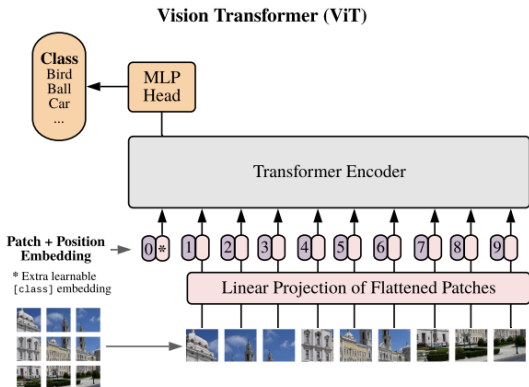 Vision Transformer (ViT)
Class
Bird
Ball
Car
...
MLP
Head
Transformer Encoder
Patch + Position
Embedding
0 * 1 2 3 4 5 6 7 8 9
* Extra learnable
[class] embedding
Linear Projection of Flattened Patches